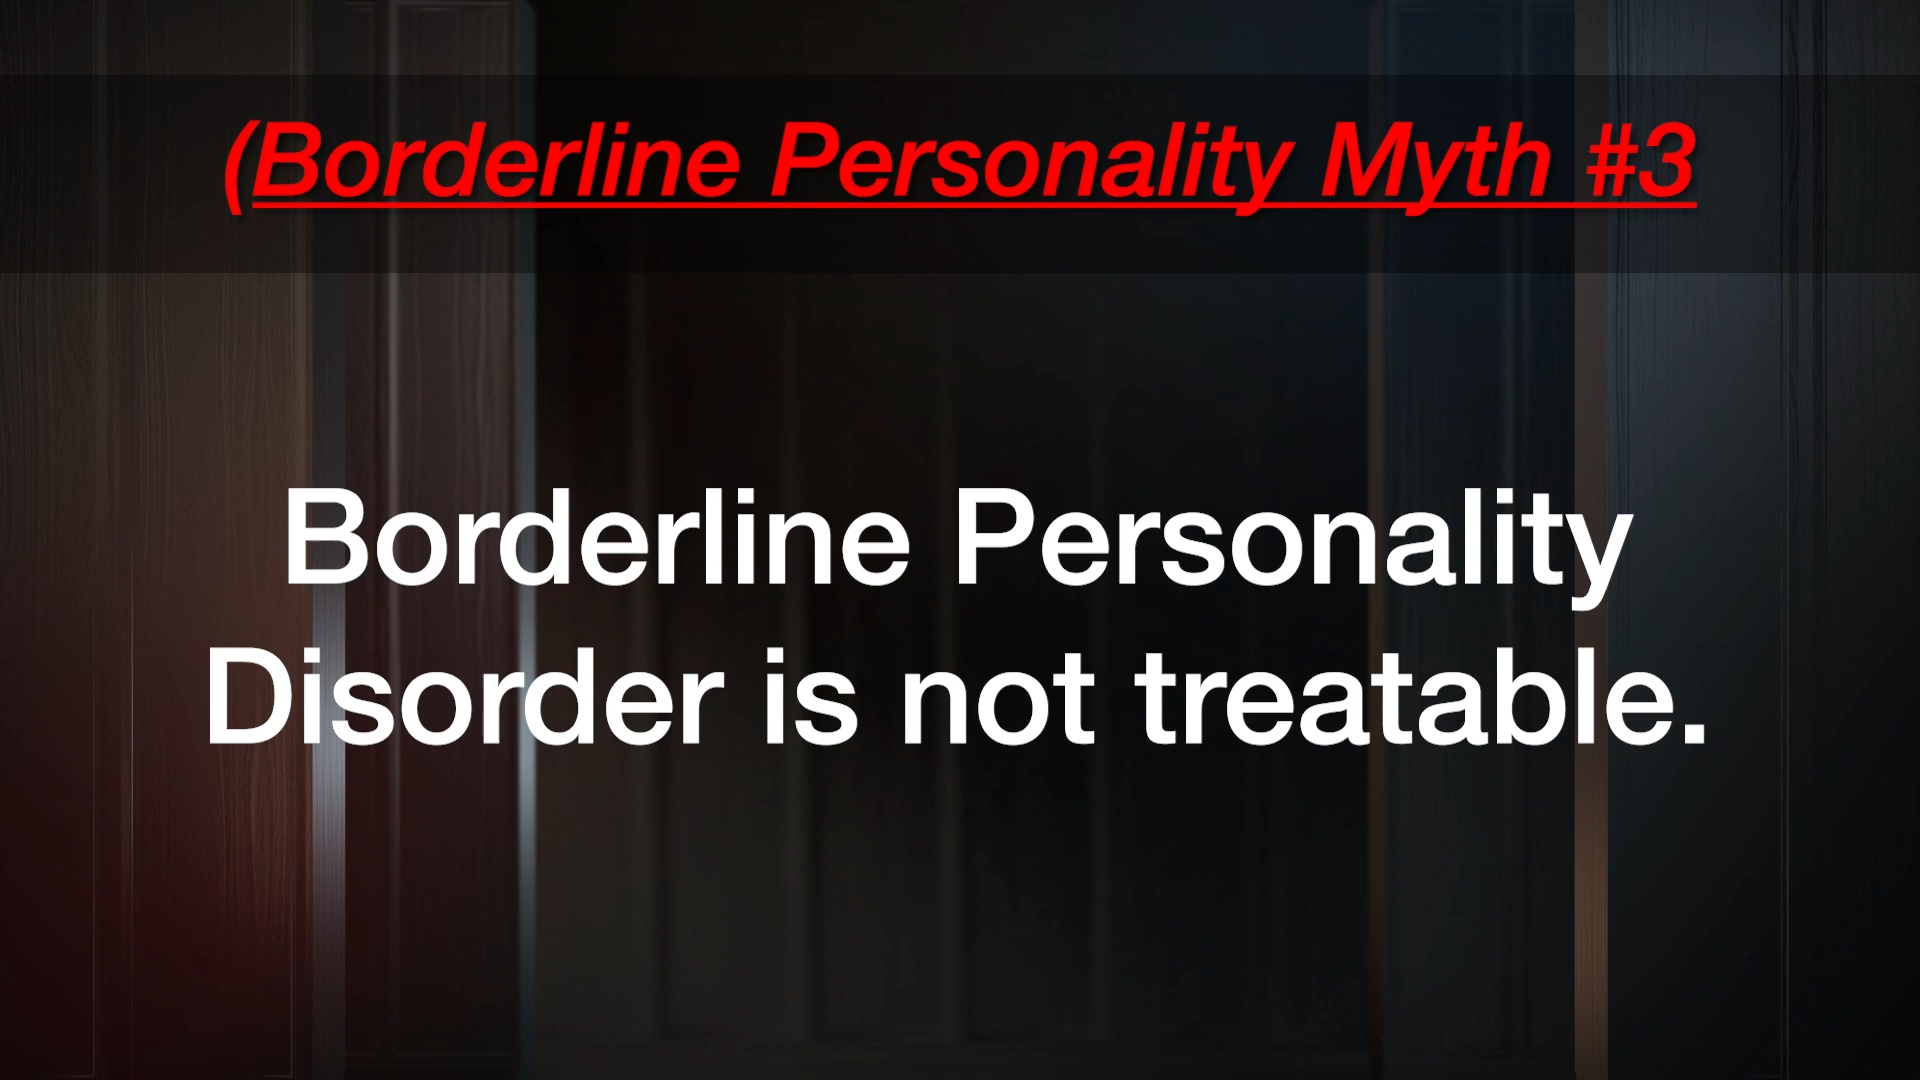 (Borderline Personality Myth #3
Borderline Personality
Disorder is not treatable.